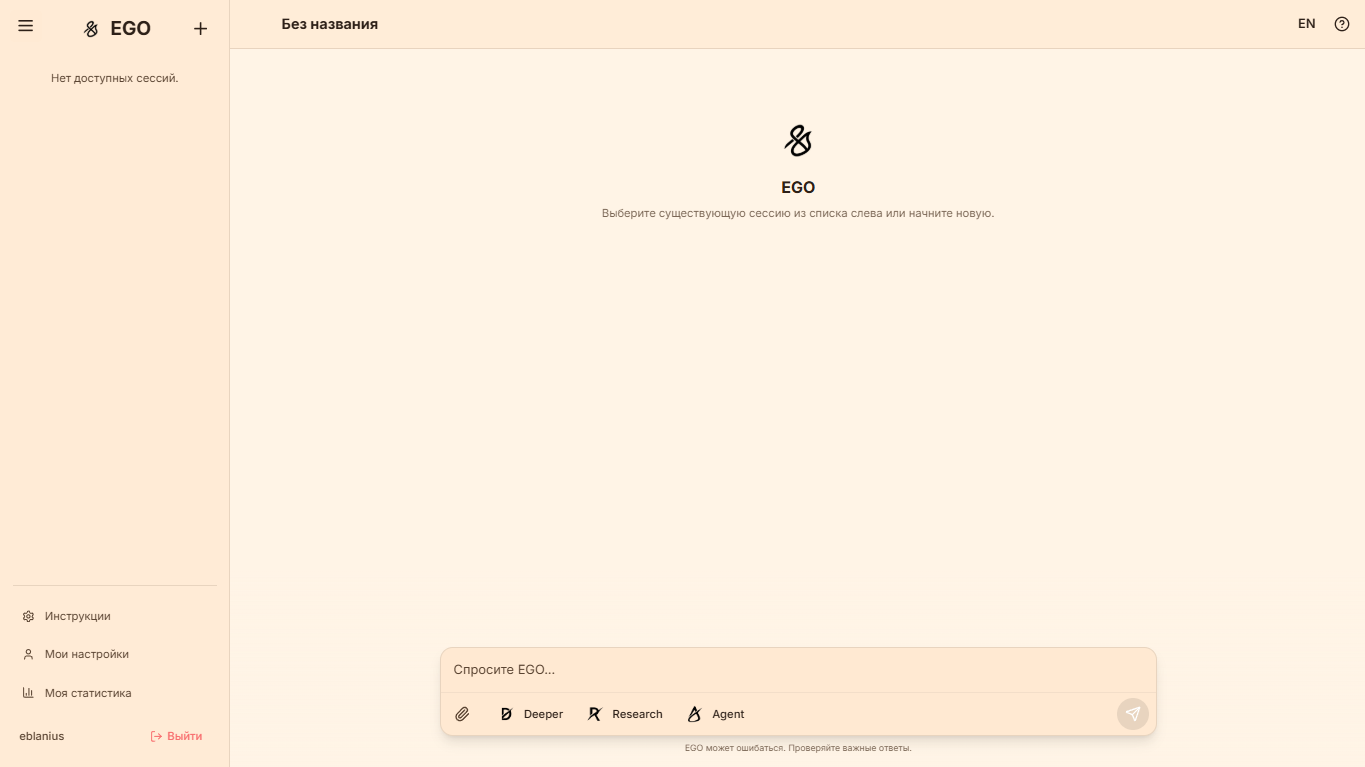 EGO
Нет доступных сессий.
Инструкции
Мои настройки
Моя статистика
eblanius
Выйти
Без названия
EN
EGO
Выберите существующую сессию из списка слева или начните новую.
Спросите EGO...
Deeper Research Agent
EGO может ошибаться. Проверяйте важные ответы.